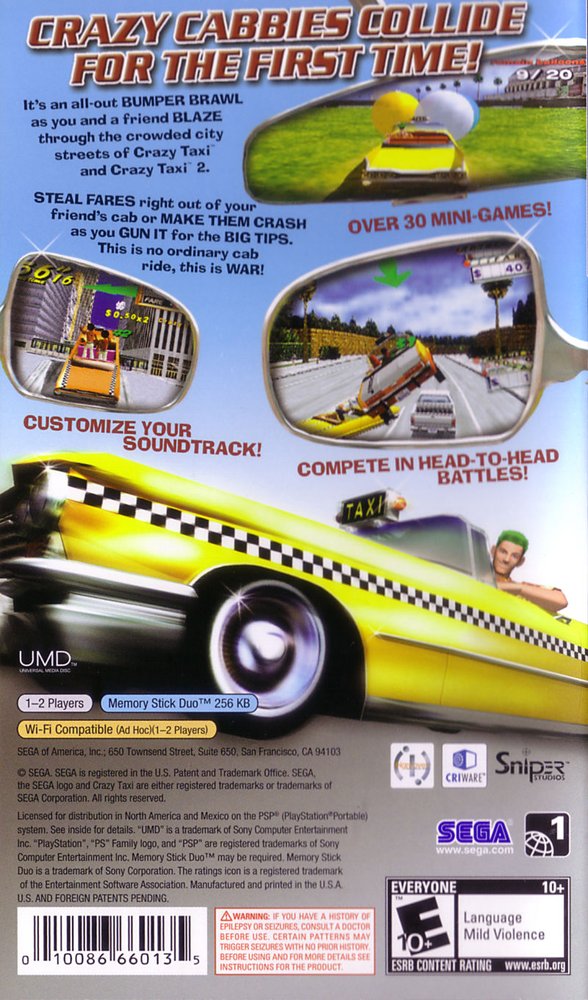 CRAZY CABBIES COLLIDE
FOR THE FIRST TIME!
It's an all-out BUMPER BRAWL
as you and a friend BLAZE
through the crowded city
streets of Crazy Taxi™
and Crazy Taxi™ 2.
9/20
STEAL FARES right out of your
friend's cab or MAKE THEM CRASH
as you GUN IT for the BIG TIPS.
This is no ordinary cab
ride, this is WAR!
OVER 30 MINI-GAMES!
$0.50x2
FARE
$ 40
CUSTOMIZE YOUR
SOUNDTRACK!
COMPETE IN HEAD-TO-HEAD
BATTLES!
TAXI
UMD™
UNIVERSAL MEDIA DISC
1–2 Players
Memory Stick Duo™ 256 KB
Wi-Fi Compatible (Ad Hoc)(1–2 Players)
SEGA of America, Inc.; 650 Townsend Street, Suite 650, San Francisco, CA 94103
© SEGA. SEGA is registered in the U.S. Patent and Trademark Office. SEGA,
the SEGA logo and Crazy Taxi are either registered trademarks or trademarks of
SEGA Corporation. All rights reserved.
CRIWARE™
SNIPER
STUDIOS
Licensed for distribution in North America and Mexico on the PSP® (PlayStation®Portable)
system. See inside for details. "UMD" is a trademark of Sony Computer Entertainment
Inc. "PlayStation", "PS" Family logo, and "PSP" are registered trademarks of Sony
Computer Entertainment Inc. Memory Stick Duo™ may be required. Memory Stick
Duo is a trademark of Sony Corporation. The ratings icon is a registered trademark
of the Entertainment Software Association. Manufactured and printed in the U.S.A.
U.S. AND FOREIGN PATENTS PENDING.
SEGA
www.sega.com
1
EVERYONE 10+
E
10+
Language
Mild Violence
ESRB CONTENT RATING www.esrb.org
0 10086 66013 5
WARNING: IF YOU HAVE A HISTORY OF
EPILEPSY OR SEIZURES, CONSULT A DOCTOR
BEFORE USE. CERTAIN PATTERNS MAY
TRIGGER SEIZURES WITH NO PRIOR HISTORY.
BEFORE USING AND FOR MORE DETAILS SEE
INSTRUCTIONS FOR THE PRODUCT.